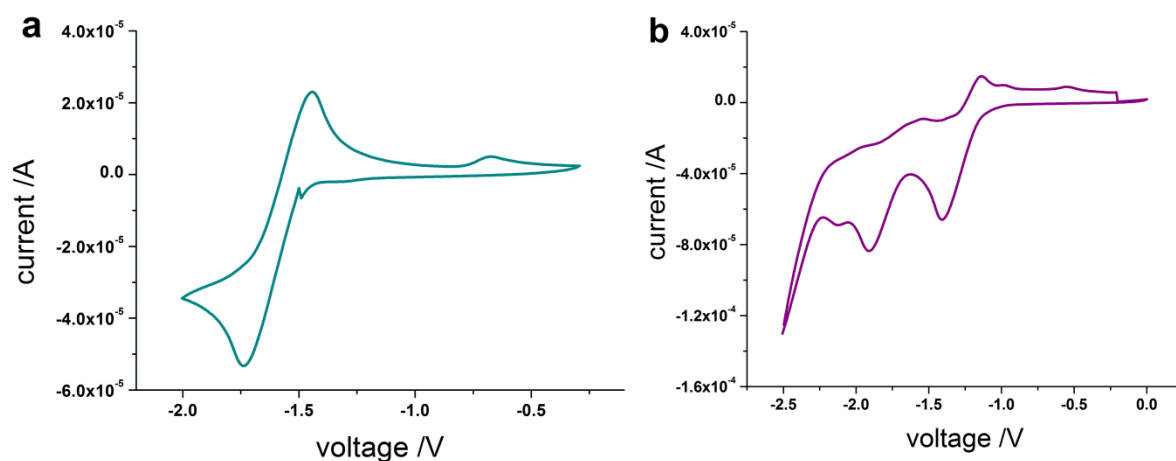 a
4.0x10⁻⁵
2.0x10⁻⁵
0.0
-2.0x10⁻⁵
-4.0x10⁻⁵
-6.0x10⁻⁵
current /A
-2.0 -1.5 -1.0 -0.5
voltage /V
b
4.0x10⁻⁵
0.0
-4.0x10⁻⁵
-8.0x10⁻⁵
-1.2x10⁻⁴
-1.6x10⁻⁴
current /A
-2.5 -2.0 -1.5 -1.0 -0.5 0.0
voltage /V